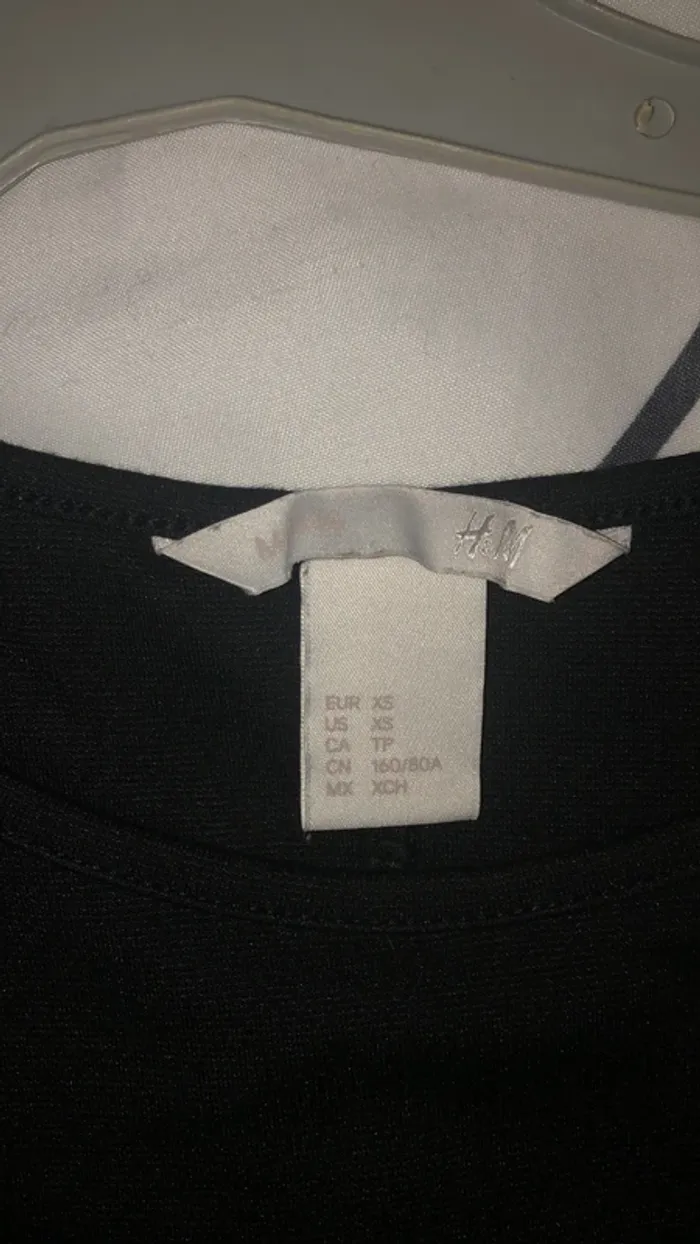 H&M
EUR XS
US XS
CA TP
CN 160/80A
MX XCH